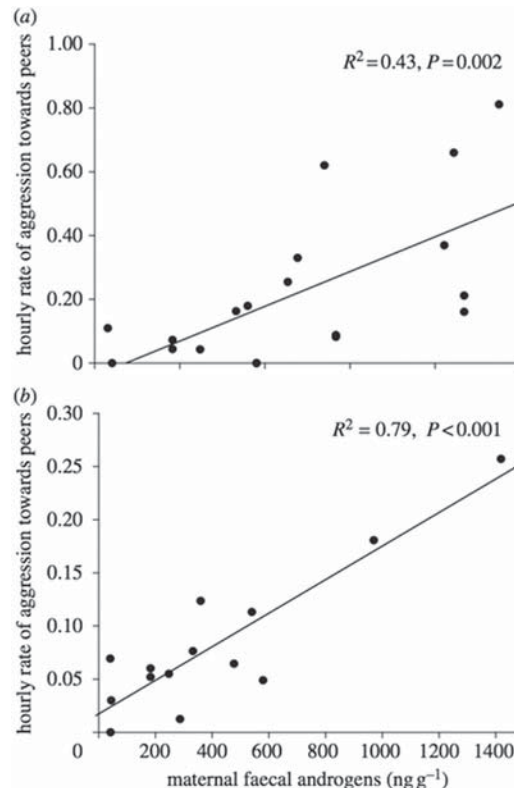 (a)
1.00
R² = 0.43, P = 0.002
0.80
0.60
0.40
0.20
0
hourly rate of aggression towards peers
(b)
0.30
R² = 0.79, P < 0.001
0.25
0.20
0.15
0.10
0.05
hourly rate of aggression towards peers
0 200 400 600 800 1000 1200 1400
maternal faecal androgens (ng g⁻¹)